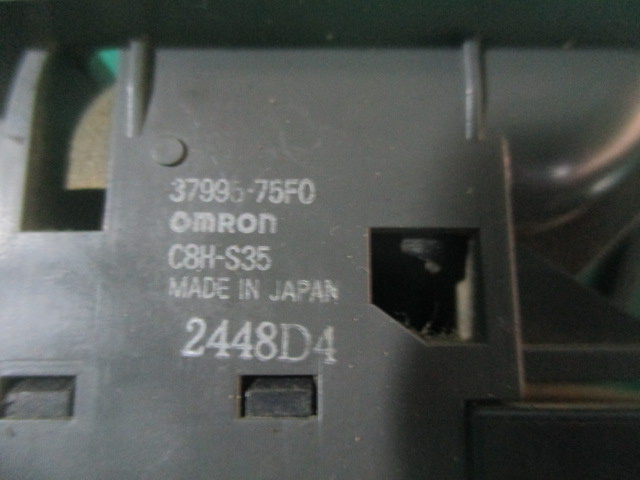 37995-75F0
OMRON
C8H-S35
MADE IN JAPAN
2448D4